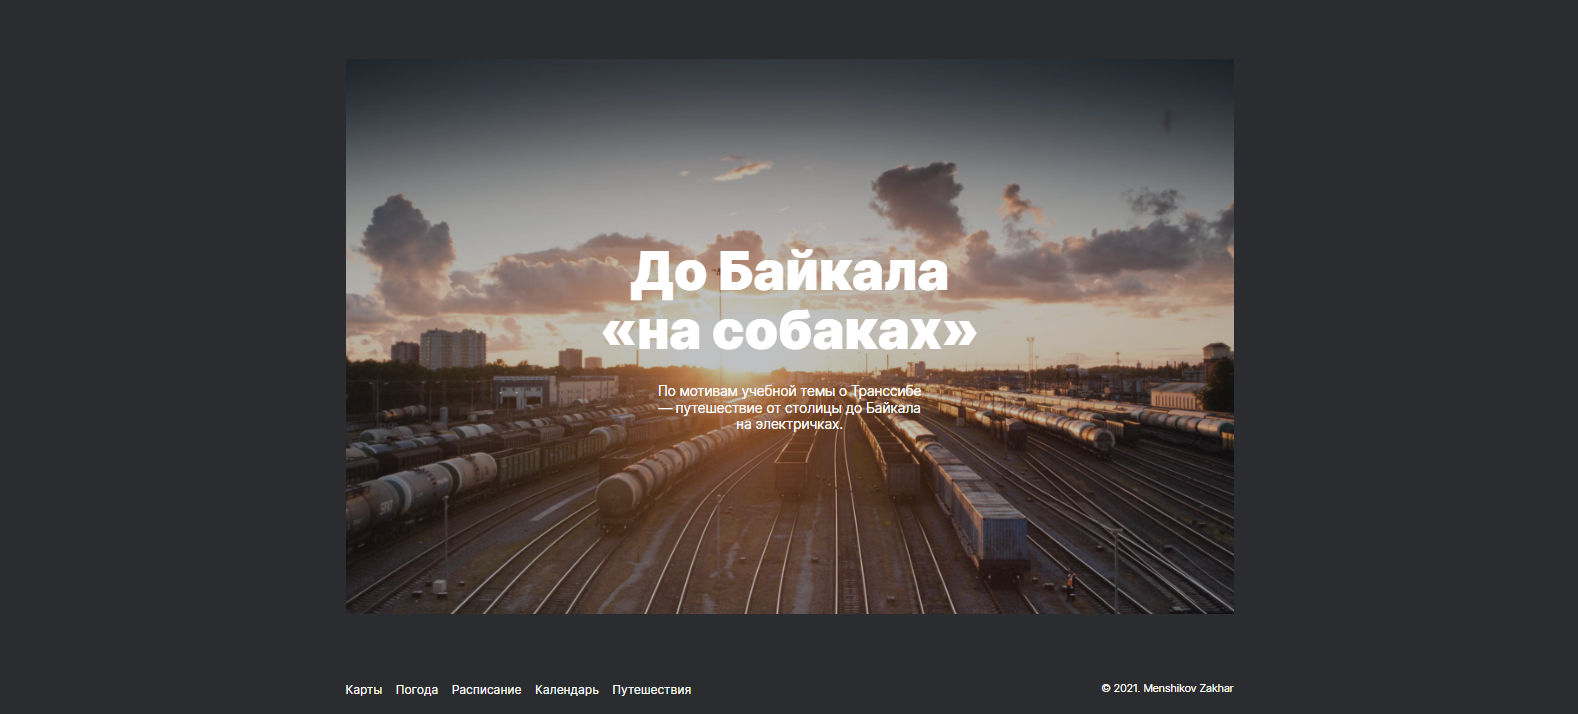 До Байкала
«на собаках»
По мотивам учебной темы о Транссибе
— путешествие от столицы до Байкала
на электричках.
Карты Погода Расписание Календарь Путешествия
© 2021. Menshikov Zakhar